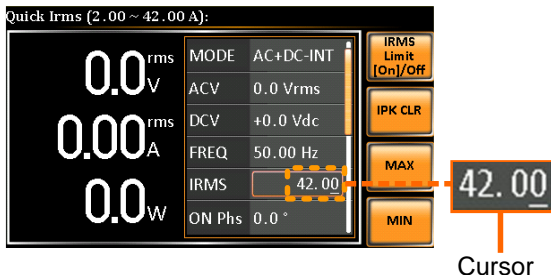 Quick Irms (2.00 ~ 42.00 A):
0.0 rms V
0.00 rms A
0.0 W
MODE AC+DC-INT
ACV 0.0 Vrms
DCV +0.0 Vdc
FREQ 50.00 Hz
IRMS 42.00
ON Phs 0.0 °
IRMS
Limit
[On]/Off
IPK CLR
MAX
MIN
42.00
Cursor